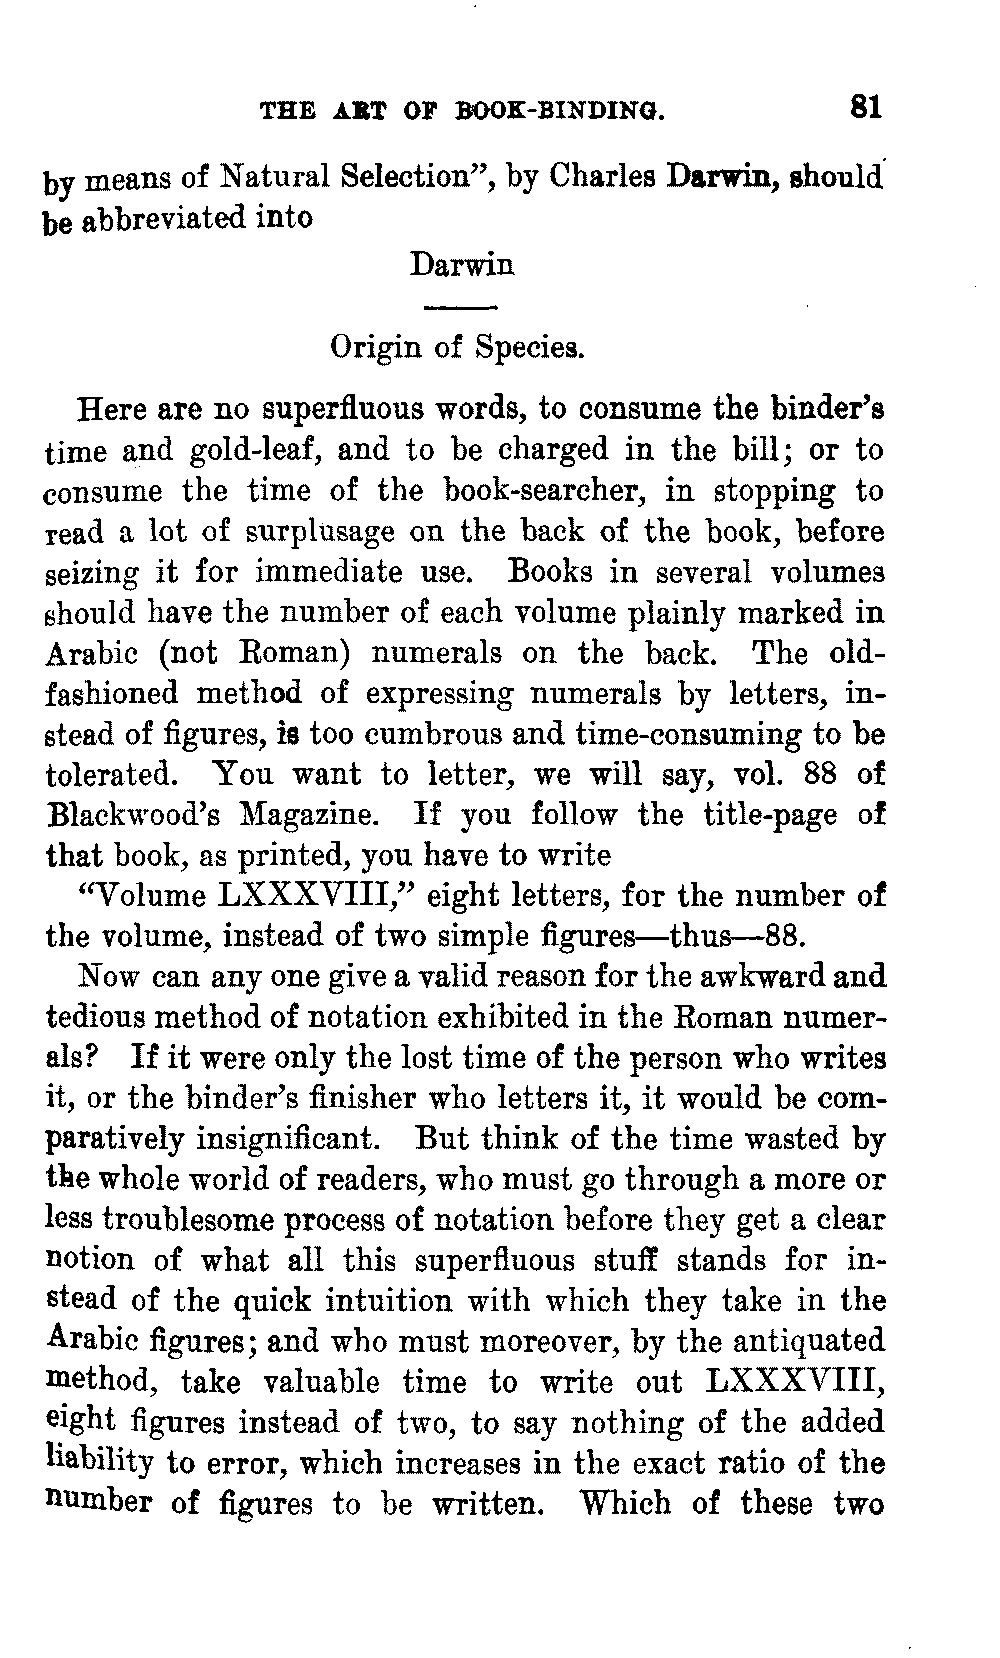 THE ART OF BOOK-BINDING. 81
by means of Natural Selection”, by Charles Darwin, should
be abbreviated into
Darwin
Origin of Species.
Here are no superfluous words, to consume the binder’s
time and gold-leaf, and to be charged in the bill; or to
consume the time of the book-searcher, in stopping to
read a lot of surplusage on the back of the book, before
seizing it for immediate use. Books in several volumes
should have the number of each volume plainly marked in
Arabic (not Roman) numerals on the back. The old-
fashioned method of expressing numerals by letters, in-
stead of figures, is too cumbrous and time-consuming to be
tolerated. You want to letter, we will say, vol. 88 of
Blackwood’s Magazine. If you follow the title-page of
that book, as printed, you have to write
“Volume LXXXVIII,” eight letters, for the number of
the volume, instead of two simple figures—thus—88.
Now can any one give a valid reason for the awkward and
tedious method of notation exhibited in the Roman numer-
als? If it were only the lost time of the person who writes
it, or the binder’s finisher who letters it, it would be com-
paratively insignificant. But think of the time wasted by
the whole world of readers, who must go through a more or
less troublesome process of notation before they get a clear
notion of what all this superfluous stuff stands for in-
stead of the quick intuition with which they take in the
Arabic figures; and who must moreover, by the antiquated
method, take valuable time to write out LXXXVIII,
eight figures instead of two, to say nothing of the added
liability to error, which increases in the exact ratio of the
number of figures to be written. Which of these two